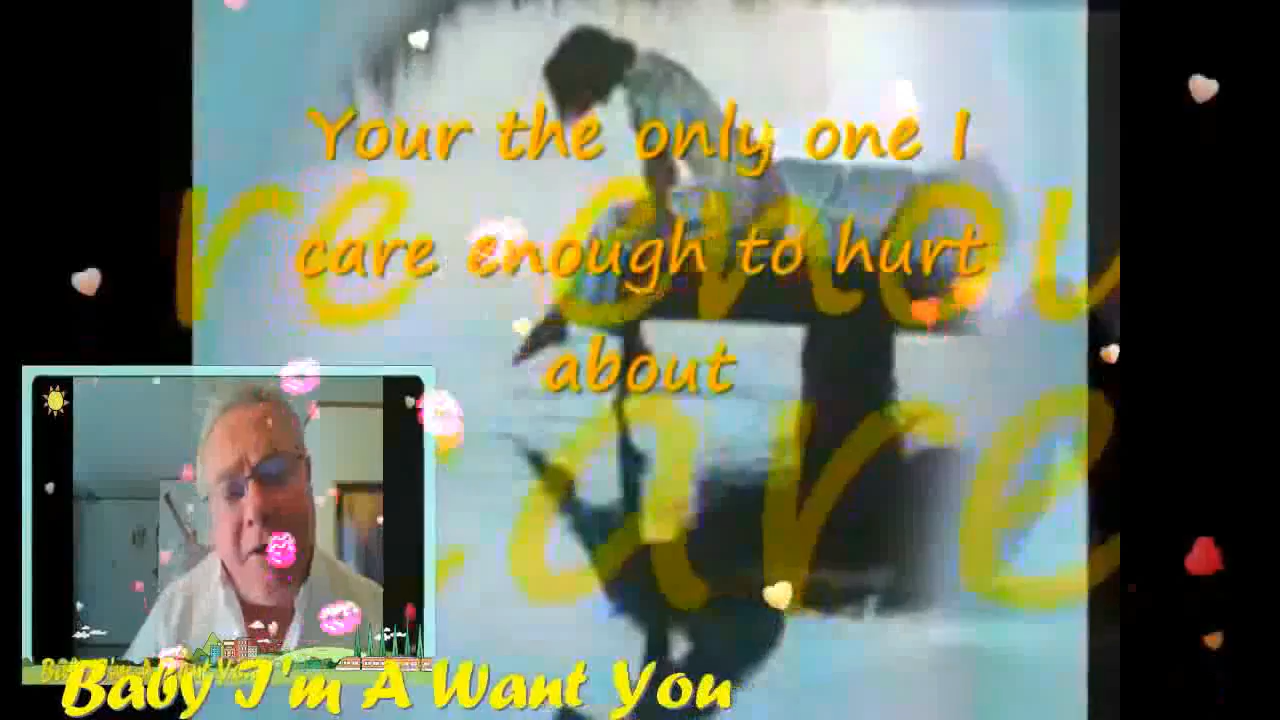 Your the only one I
care enough to hurt
about
Baby I'm A Want You